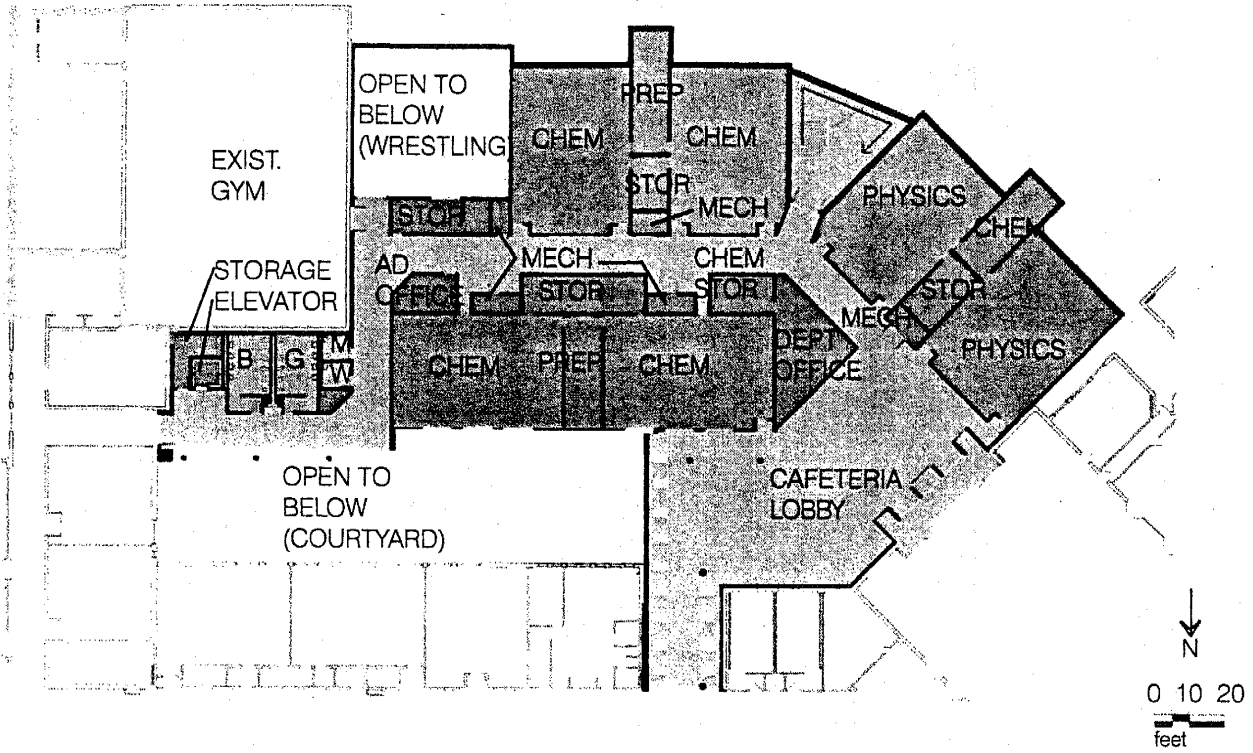 OPEN TO
BELOW
(WRESTLING)
EXIST.
GYM
CHEM
PREP
CHEM
STOR
MECH
STOR
PHYSICS
CHEM
STOR
MECH
PHYSICS
STORAGE
ELEVATOR
AD
OFFICE
MECH
STOR
CHEM
STOR
B
G
M
W
CHEM
PREP
CHEM
DEPT
OFFICE
OPEN TO
BELOW
(COURTYARD)
CAFETERIA
LOBBY
N
0 10 20
feet